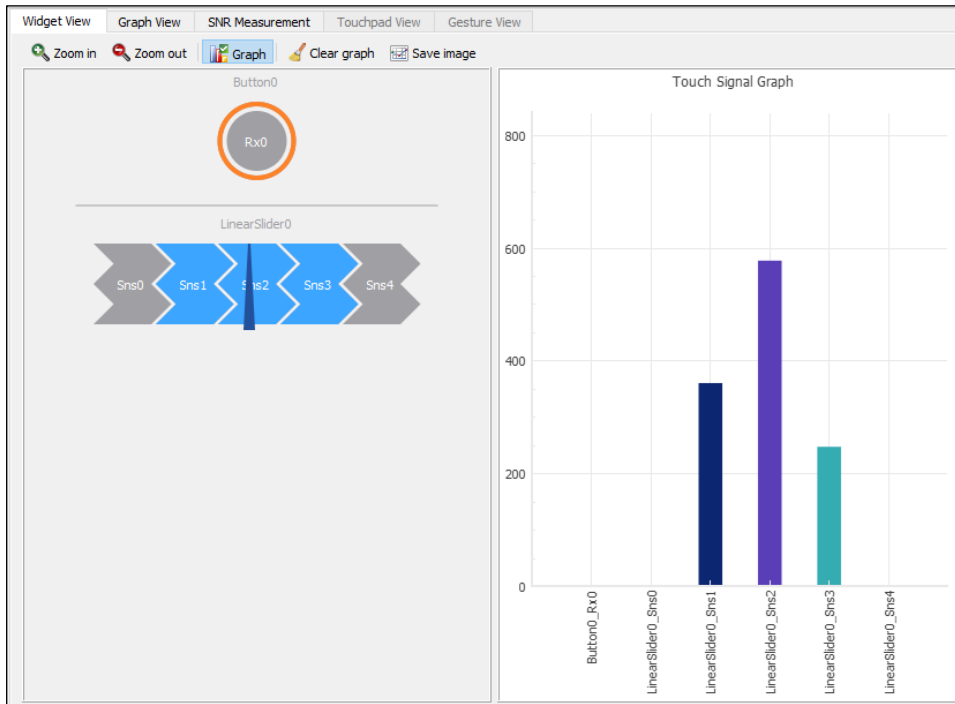 Widget View Graph View SNR Measurement Touchpad View Gesture View
Zoom in Zoom out Graph Clear graph Save image
Button0
Rx0
LinearSlider0
Sns0 Sns1 Sns2 Sns3 Sns4
Touch Signal Graph
800
600
400
200
0
Button0_Rx0
LinearSlider0_Sns0
LinearSlider0_Sns1
LinearSlider0_Sns2
LinearSlider0_Sns3
LinearSlider0_Sns4